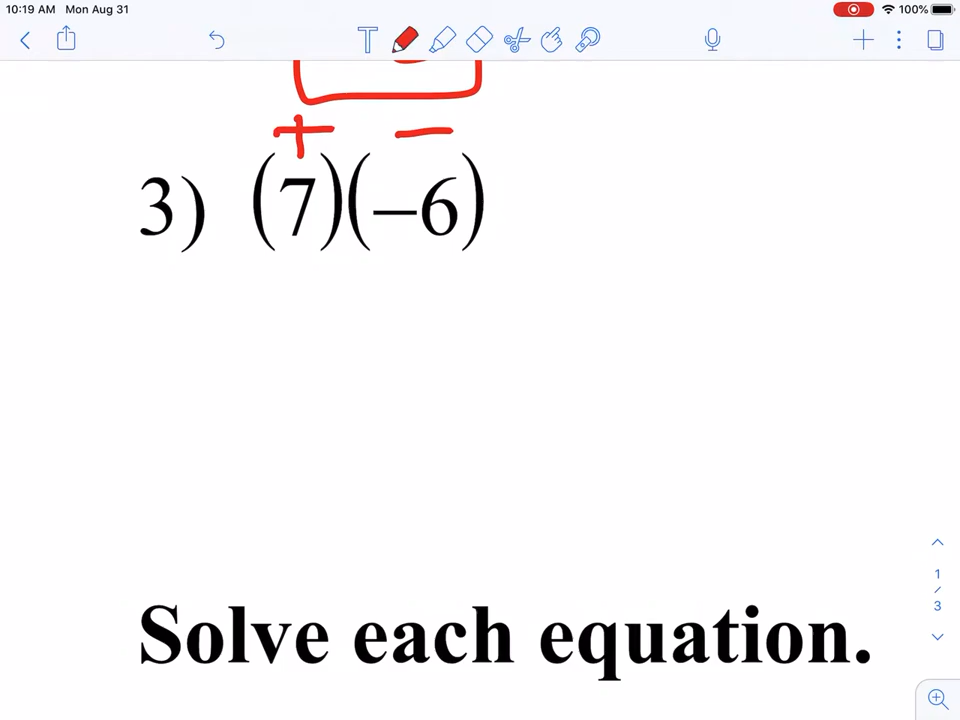 10:19 AM Mon Aug 31 100%
T
+ −
3) (7)(−6)
1
/
3
Solve each equation.